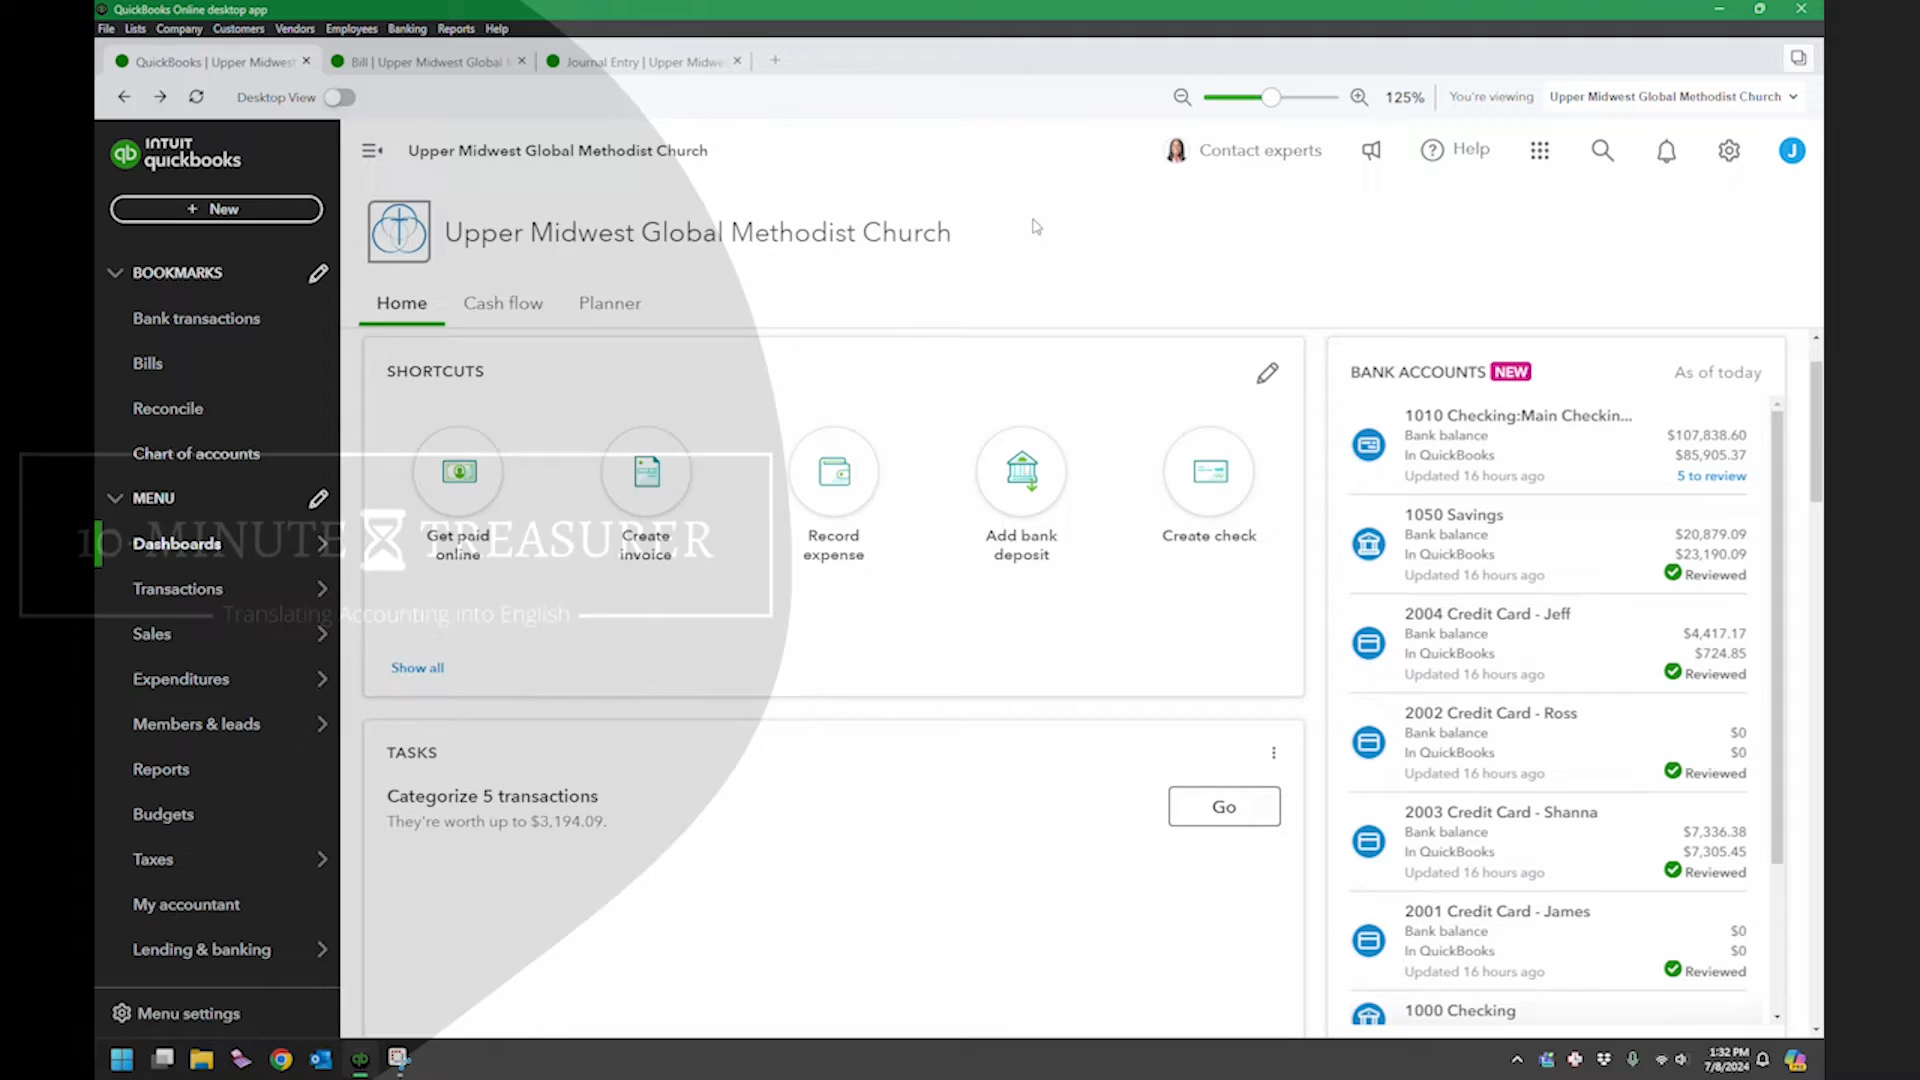 QuickBooks Online desktop app
File Lists Company Customers Vendors Employees Banking Reports Help
QuickBooks | Upper Midwest
Bill | Upper Midwest Global
Journal Entry | Upper Midwe
Desktop View
125%
You're viewing
Upper Midwest Global Methodist Church
INTUIT
quickbooks
Upper Midwest Global Methodist Church
Contact experts
Help
J
+ New
Upper Midwest Global Methodist Church
BOOKMARKS
Bank transactions
Bills
Reconcile
Chart of accounts
MENU
Dashboards
Transactions
Sales
Expenditures
Members & leads
Reports
Budgets
Taxes
My accountant
Lending & banking
Menu settings
Home Cash flow Planner
SHORTCUTS
Get paid
online
Create
invoice
Record
expense
Add bank
deposit
Create check
Show all
10-MINUTE TREASURER
Translating Accounting into English
TASKS
Categorize 5 transactions
They're worth up to $3,194.09.
Go
BANK ACCOUNTS NEW
As of today
1010 Checking:Main Checkin...
Bank balance $107,838.60
In QuickBooks $85,905.37
Updated 16 hours ago 5 to review
1050 Savings
Bank balance $20,879.09
In QuickBooks $23,190.09
Updated 16 hours ago Reviewed
2004 Credit Card - Jeff
Bank balance $4,417.17
In QuickBooks $724.85
Updated 16 hours ago Reviewed
2002 Credit Card - Ross
Bank balance $0
In QuickBooks $0
Updated 16 hours ago Reviewed
2003 Credit Card - Shanna
Bank balance $7,336.38
In QuickBooks $7,305.45
Updated 16 hours ago Reviewed
2001 Credit Card - James
Bank balance $0
In QuickBooks $0
Updated 16 hours ago Reviewed
1000 Checking
1:32 PM
7/8/2024